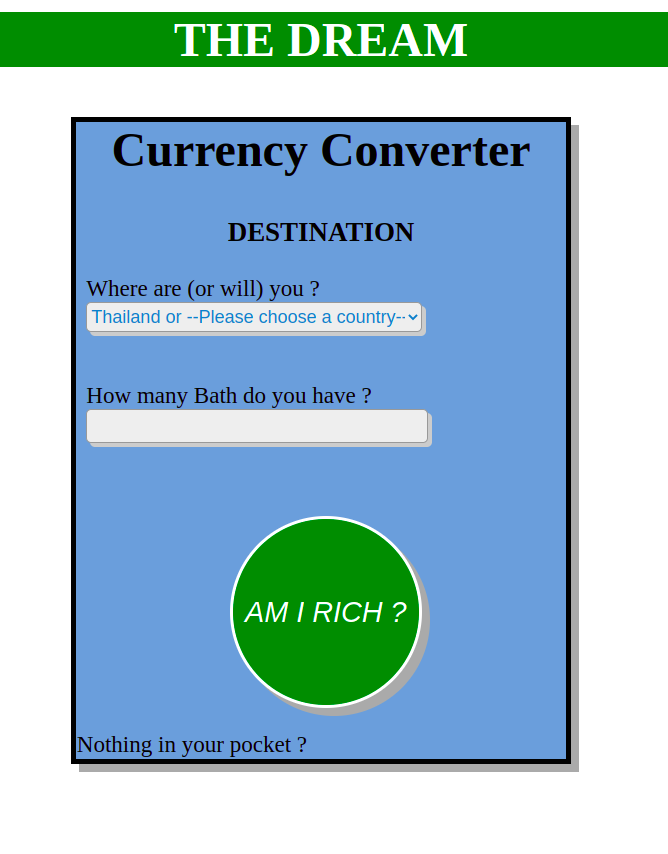 THE DREAM
Currency Converter
DESTINATION
Where are (or will) you ?
Thailand or --Please choose a country--
How many Bath do you have ?
AM I RICH ?
Nothing in your pocket ?